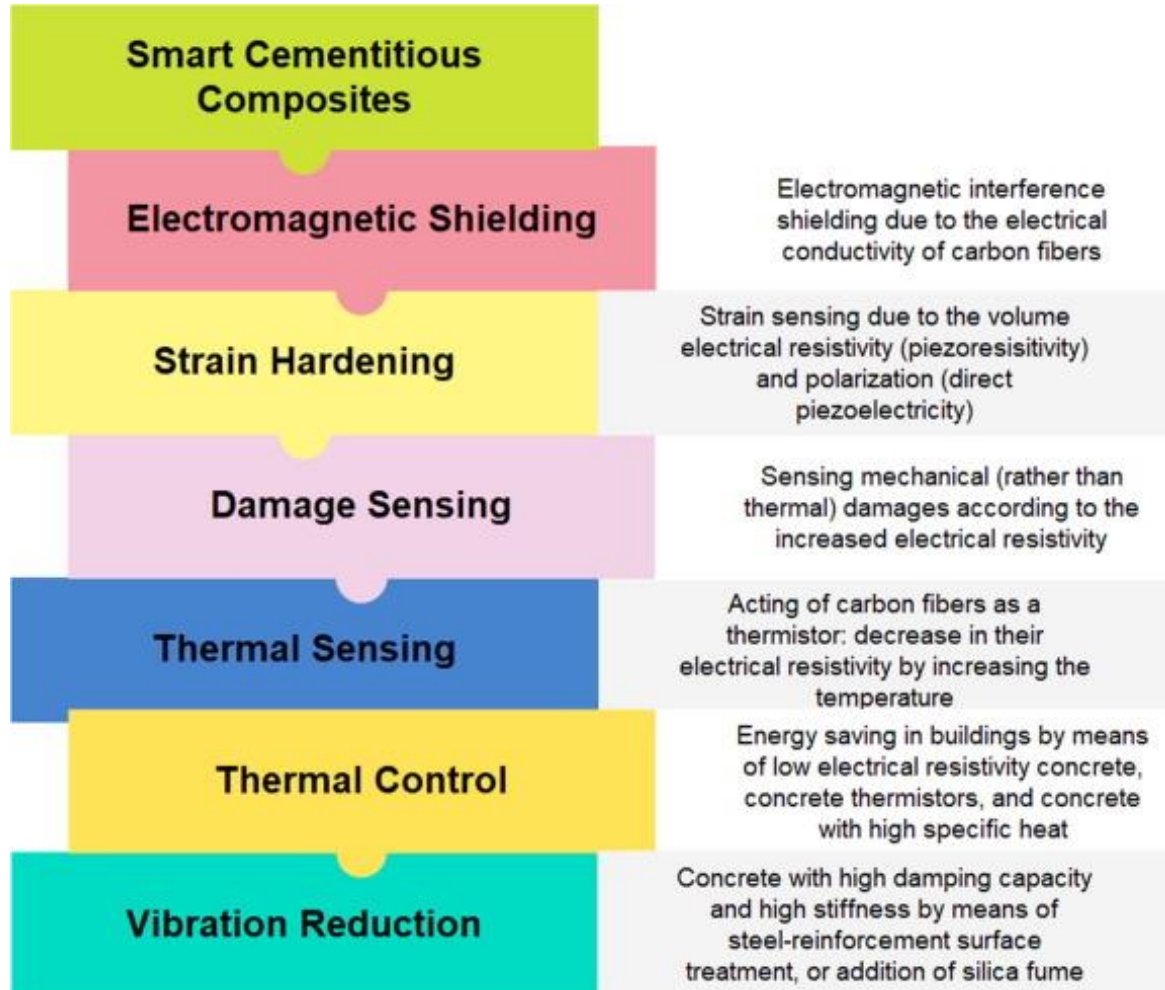 Smart Cementitious
Composites
Electromagnetic Shielding
Electromagnetic interference
shielding due to the electrical
conductivity of carbon fibers
Strain Hardening
Strain sensing due to the volume
electrical resistivity (piezoresisitivity)
and polarization (direct
piezoelectricity)
Damage Sensing
Sensing mechanical (rather than
thermal) damages according to the
increased electrical resistivity
Thermal Sensing
Acting of carbon fibers as a
thermistor: decrease in their
electrical resistivity by increasing the
temperature
Thermal Control
Energy saving in buildings by means
of low electrical resistivity concrete,
concrete thermistors, and concrete
with high specific heat
Vibration Reduction
Concrete with high damping capacity
and high stiffness by means of
steel-reinforcement surface
treatment, or addition of silica fume